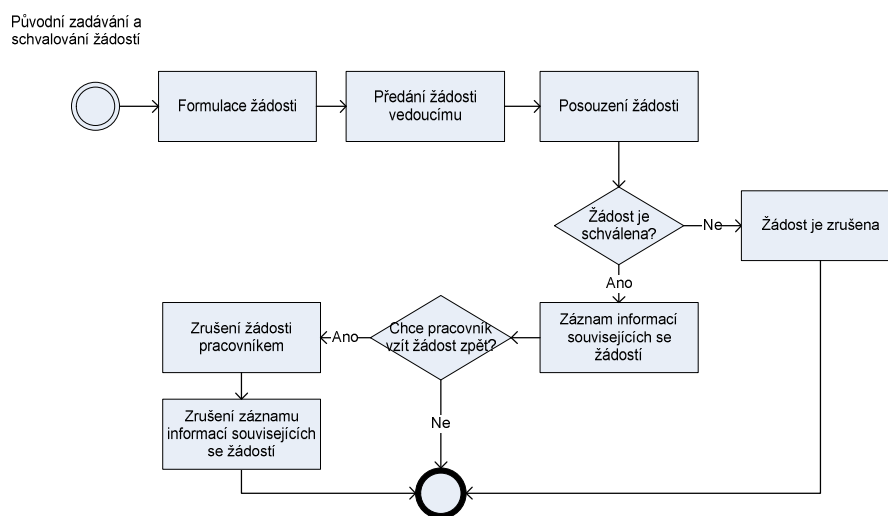 Původní zadávání a
schvalování žádostí
Formulace žádosti
Předání žádosti
vedoucímu
Posouzení žádosti
Žádost je
schválena?
Ne
Žádost je zrušena
Ano
Záznam informací
souvisejících se
žádostí
Chce pracovník
vzít žádost zpět?
Ano
Zrušení žádosti
pracovníkem
Zrušení záznamu
informací souvisejících
se žádostí
Ne